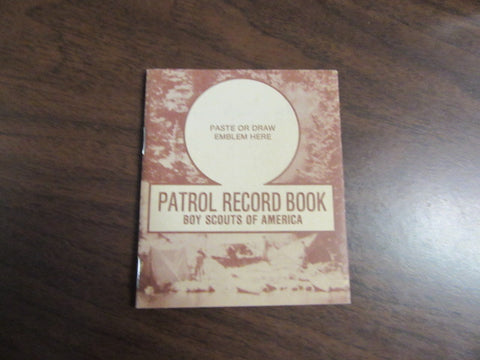 PASTE OR DRAW
EMBLEM HERE
PATROL RECORD BOOK
BOY SCOUTS OF AMERICA